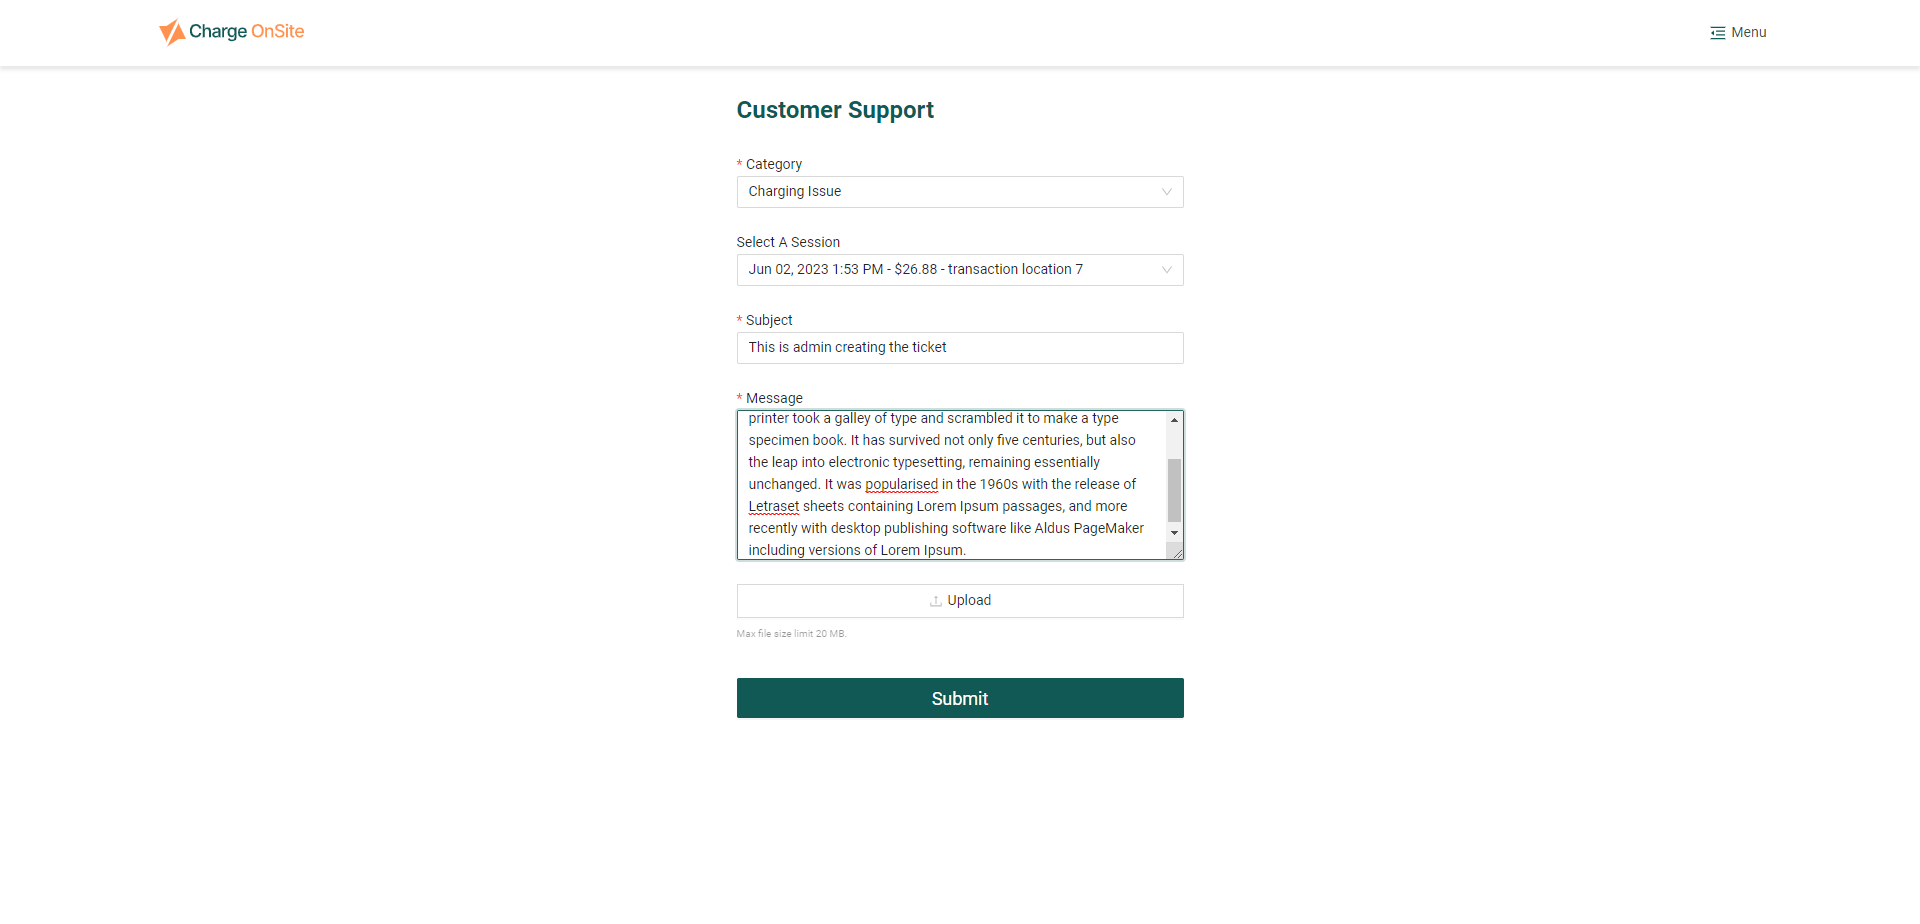 Charge OnSite
Menu
Customer Support
* Category
Charging Issue
Select A Session
Jun 02, 2023 1:53 PM - $26.88 - transaction location 7
* Subject
This is admin creating the ticket
* Message
printer took a galley of type and scrambled it to make a type
specimen book. It has survived not only five centuries, but also
the leap into electronic typesetting, remaining essentially
unchanged. It was popularised in the 1960s with the release of
Letraset sheets containing Lorem Ipsum passages, and more
recently with desktop publishing software like Aldus PageMaker
including versions of Lorem Ipsum.
Upload
Max file size limit 20 MB.
Submit